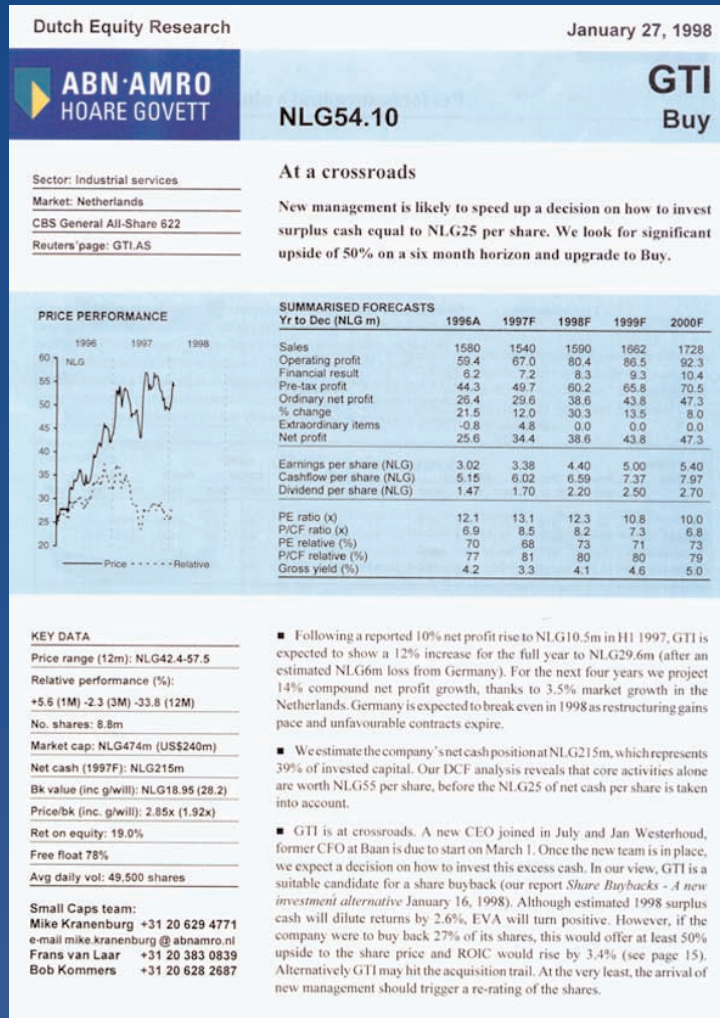 Dutch Equity Research
January 27, 1998
ABN·AMRO
HOARE GOVETT
NLG54.10
GTI
Buy
Sector: Industrial services
Market: Netherlands
CBS General All-Share 622
Reuters'page: GTI.AS
At a crossroads
New management is likely to speed up a decision on how to invest
surplus cash equal to NLG25 per share. We look for significant
upside of 50% on a six month horizon and upgrade to Buy.
PRICE PERFORMANCE
1996 1997 1998
NLG
60
55
50
45
40
35
30
25
20
Price Relative
SUMMARISED FORECASTS
Yr to Dec (NLG m) 1996A 1997F 1998F 1999F 2000F
Sales 1580 1540 1590 1662 1728
Operating profit 59.4 67.0 80.4 86.5 92.3
Financial result 6.2 7.2 8.3 9.3 10.4
Pre-tax profit 44.3 49.7 60.2 65.8 70.5
Ordinary net profit 26.4 29.6 38.6 43.8 47.3
% change 21.5 12.0 30.3 13.5 8.0
Extraordinary items -0.8 4.8 0.0 0.0 0.0
Net profit 25.6 34.4 38.6 43.8 47.3
Earnings per share (NLG) 3.02 3.38 4.40 5.00 5.40
Cashflow per share (NLG) 5.15 6.02 6.59 7.37 7.97
Dividend per share (NLG) 1.47 1.70 2.20 2.50 2.70
PE ratio (x) 12.1 13.1 12.3 10.8 10.0
P/CF ratio (x) 6.9 8.5 8.2 7.3 6.8
PE relative (%) 70 68 73 71 73
P/CF relative (%) 77 81 80 80 79
Gross yield (%) 4.2 3.3 4.1 4.6 5.0
KEY DATA
Price range (12m): NLG42.4-57.5
Relative performance (%):
+5.6 (1M) -2.3 (3M) -33.8 (12M)
No. shares: 8.8m
Market cap: NLG474m (US$240m)
Net cash (1997F): NLG215m
Bk value (inc g/will): NLG18.95 (28.2)
Price/bk (inc. g/will): 2.85x (1.92x)
Ret on equity: 19.0%
Free float 78%
Avg daily vol: 49,500 shares
Small Caps team:
Mike Kranenburg +31 20 629 4771
e-mail mike.kranenburg @ abnamro.nl
Frans van Laar +31 20 383 0839
Bob Kommers +31 20 628 2687
■ Following a reported 10% net profit rise to NLG10.5m in H1 1997, GTI is
expected to show a 12% increase for the full year to NLG29.6m (after an
estimated NLG6m loss from Germany). For the next four years we project
14% compound net profit growth, thanks to 3.5% market growth in the
Netherlands. Germany is expected to break even in 1998 as restructuring gains
pace and unfavourable contracts expire.
■ We estimate the company's net cash position at NLG215m, which represents
39% of invested capital. Our DCF analysis reveals that core activities alone
are worth NLG55 per share, before the NLG25 of net cash per share is taken
into account.
■ GTI is at crossroads. A new CEO joined in July and Jan Westerhoud,
former CFO at Baan is due to start on March 1. Once the new team is in place,
we expect a decision on how to invest this excess cash. In our view, GTI is a
suitable candidate for a share buyback (our report Share Buybacks - A new
investment alternative January 16, 1998). Although estimated 1998 surplus
cash will dilute returns by 2.6%, EVA will turn positive. However, if the
company were to buy back 27% of its shares, this would offer at least 50%
upside to the share price and ROIC would rise by 3.4% (see page 15).
Alternatively GTI may hit the acquisition trail. At the very least, the arrival of
new management should trigger a re-rating of the shares.